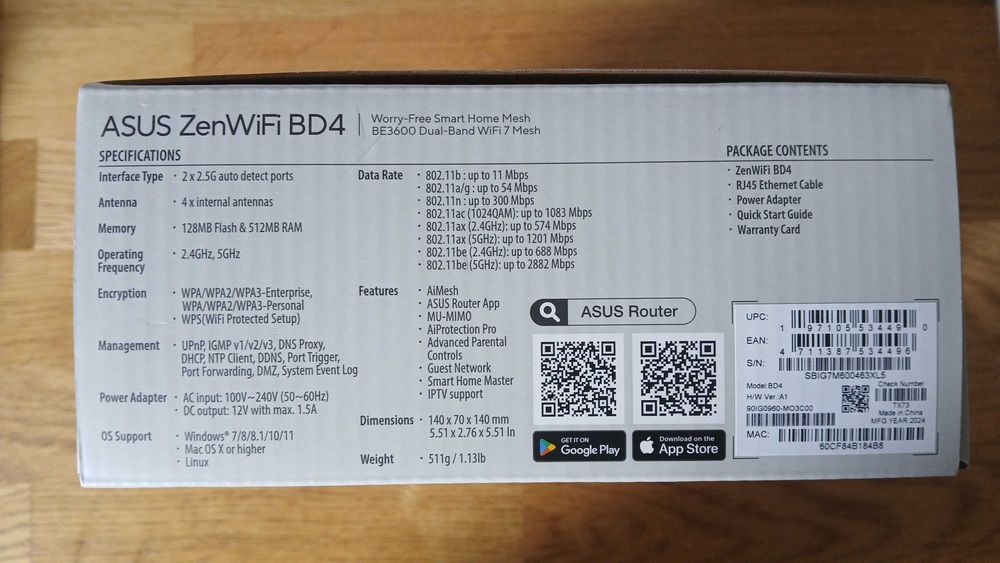 ASUS ZenWiFi BD4
Worry-Free Smart Home Mesh
BE3600 Dual-Band WiFi 7 Mesh
SPECIFICATIONS
Interface Type · 2 x 2.5G auto detect ports
Antenna · 4 x internal antennas
Memory · 128MB Flash & 512MB RAM
Operating Frequency · 2.4GHz, 5GHz
Encryption · WPA/WPA2/WPA3-Enterprise,
WPA/WPA2/WPA3-Personal
· WPS(WiFi Protected Setup)
Management · UPnP, IGMP v1/v2/v3, DNS Proxy,
DHCP, NTP Client, DDNS, Port Trigger,
Port Forwarding, DMZ, System Event Log
Power Adapter · AC input: 100V~240V (50~60Hz)
· DC output: 12V with max. 1.5A
OS Support · Windows® 7/8/8.1/10/11
· Mac OS X or higher
· Linux
Data Rate · 802.11b : up to 11 Mbps
· 802.11a/g : up to 54 Mbps
· 802.11n : up to 300 Mbps
· 802.11ac (1024QAM): up to 1083 Mbps
· 802.11ax (2.4GHz): up to 574 Mbps
· 802.11ax (5GHz): up to 1201 Mbps
· 802.11be (2.4GHz): up to 688 Mbps
· 802.11be (5GHz): up to 2882 Mbps
Features · AiMesh
· ASUS Router App
· MU-MIMO
· AiProtection Pro
· Advanced Parental
Controls
· Guest Network
· Smart Home Master
· IPTV support
Dimensions · 140 x 70 x 140 mm
5.51 x 2.76 x 5.51 In
Weight · 511g / 1.13lb
ASUS Router
GET IT ON
Google Play
Download on the
App Store
PACKAGE CONTENTS
· ZenWiFi BD4
· RJ45 Ethernet Cable
· Power Adapter
· Quick Start Guide
· Warranty Card
UPC:
1 97105 53449 0
EAN:
4 711387 534496
S/N:
SBIG7M600463XL5
Model BD4
H/W Ver.:A1
90IG0960-MO3C00
Check Number
TX73
Made in China
MFG YEAR 2024
MAC:
60CF84B184B8